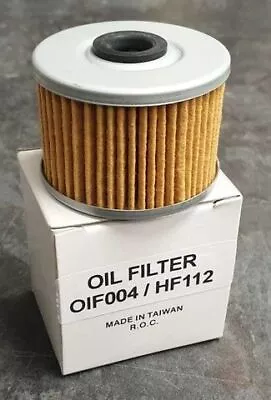 OIL FILTER
OIF004 / HF112
MADE IN TAIWAN
R.O.C.